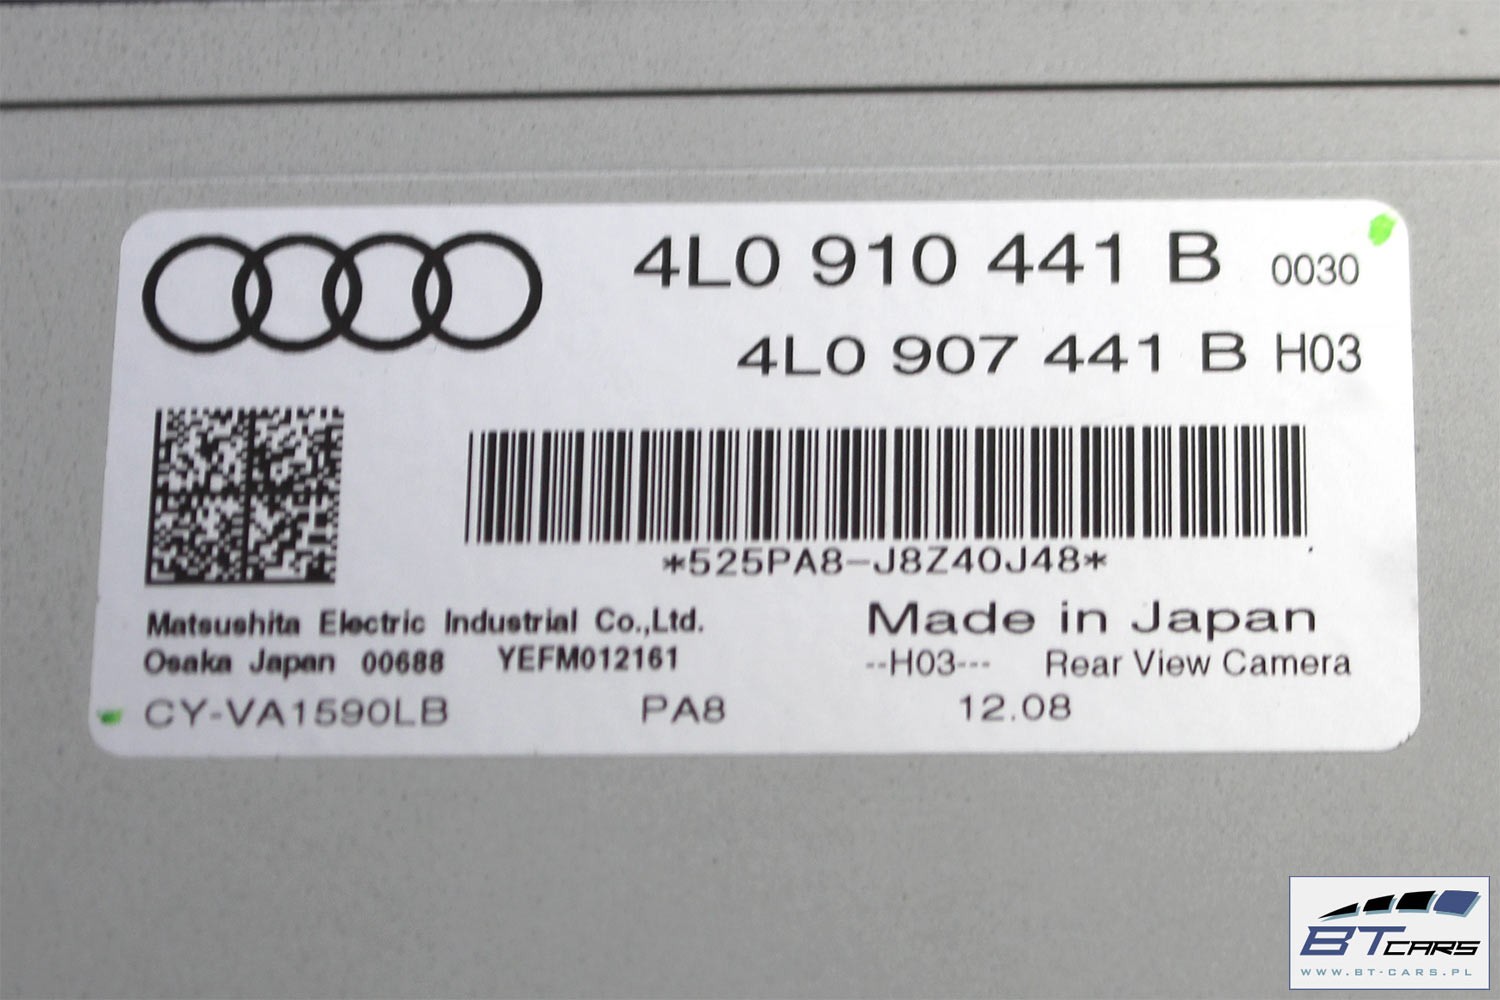 4L0 910 441 B 0030
4L0 907 441 B H03
*525PA8-J8Z40J48*
Matsushita Electric Industrial Co.,Ltd.
Made in Japan
Osaka Japan 00688 YEFM012161
--H03--- Rear View Camera
CY-VA1590LB PA8 12.08
BT CARS
WWW.BT-CARS.PL